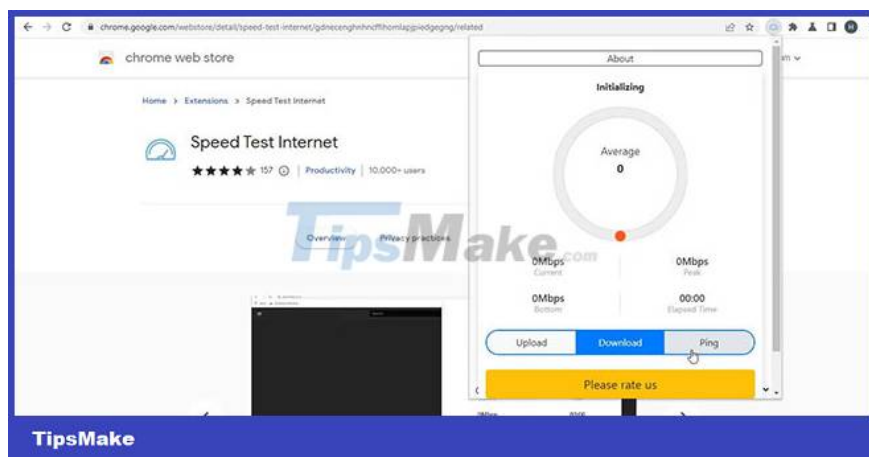 chrome.google.com/webstore/detail/speed-test-internet/gdnecenghnhncffihomlapjpiedgegng/related
chrome web store
Home > Extensions > Speed Test Internet
Speed Test Internet
157 | Productivity | 10,000+ users
Overview Privacy practices
About
Initializing
Average
0
0Mbps 0Mbps
Current Peak
0Mbps 00:00
Bottom Elapsed Time
Upload Download Ping
Please rate us
TipsMake.com
TipsMake